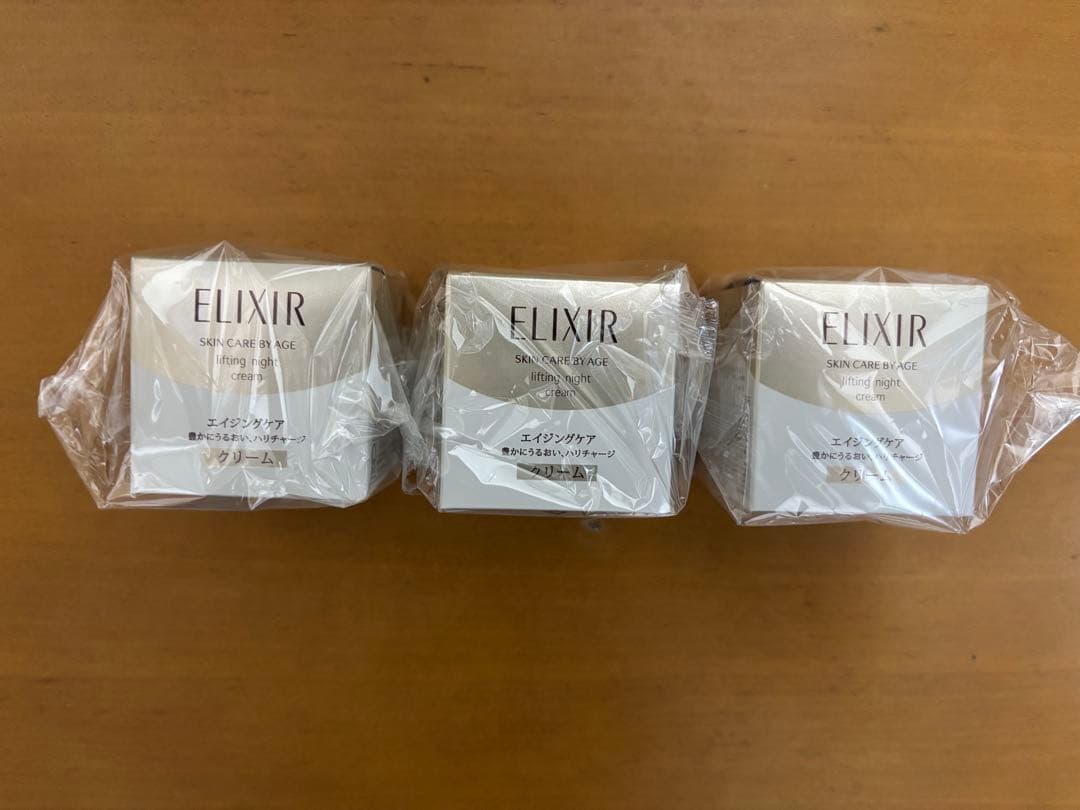 ELIXIR
SKIN CARE BY AGE
lifting night
cream
エイジングケア
豊かにうるおい、ハリチャージ
クリーム
ELIXIR
SKIN CARE BY AGE
lifting night
cream
エイジングケア
豊かにうるおい、ハリチャージ
クリーム
ELIXIR
SKIN CARE BY AGE
lifting night
cream
エイジングケア
豊かにうるおい、ハリチャージ
クリーム